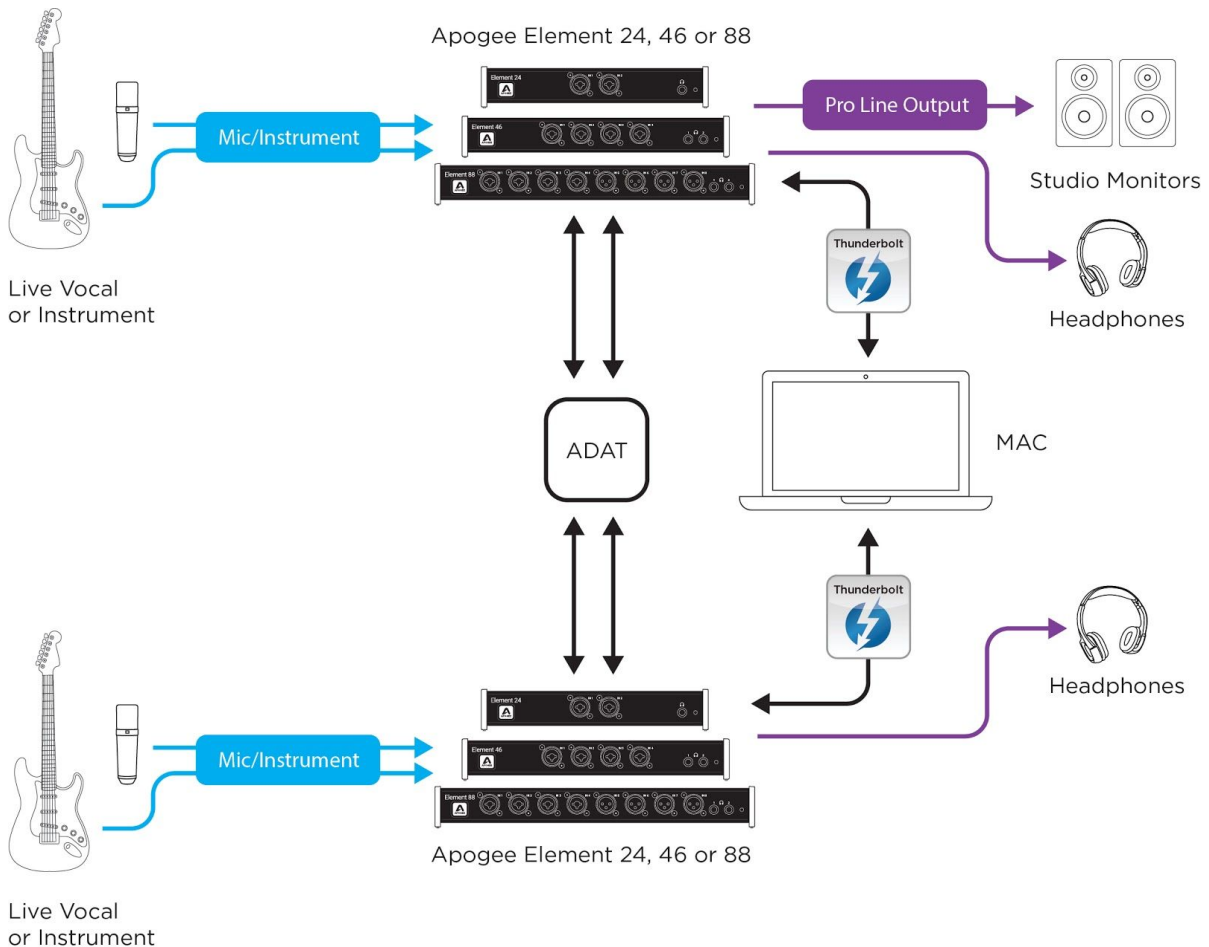 Apogee Element 24, 46 or 88
Element 24
Element 46
Element 88
Mic/Instrument
Pro Line Output
Studio Monitors
Live Vocal
or Instrument
Thunderbolt
Headphones
ADAT
MAC
Thunderbolt
Headphones
Element 24
Element 46
Element 88
Mic/Instrument
Apogee Element 24, 46 or 88
Live Vocal
or Instrument